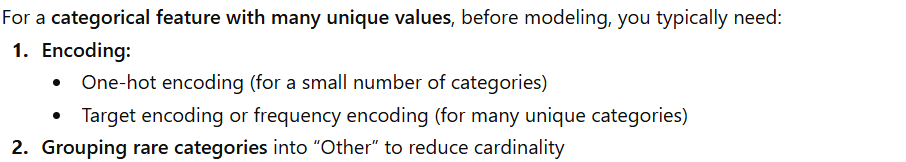 For a categorical feature with many unique values, before modeling, you typically need:
1. Encoding:
• One-hot encoding (for a small number of categories)
• Target encoding or frequency encoding (for many unique categories)
2. Grouping rare categories into “Other” to reduce cardinality